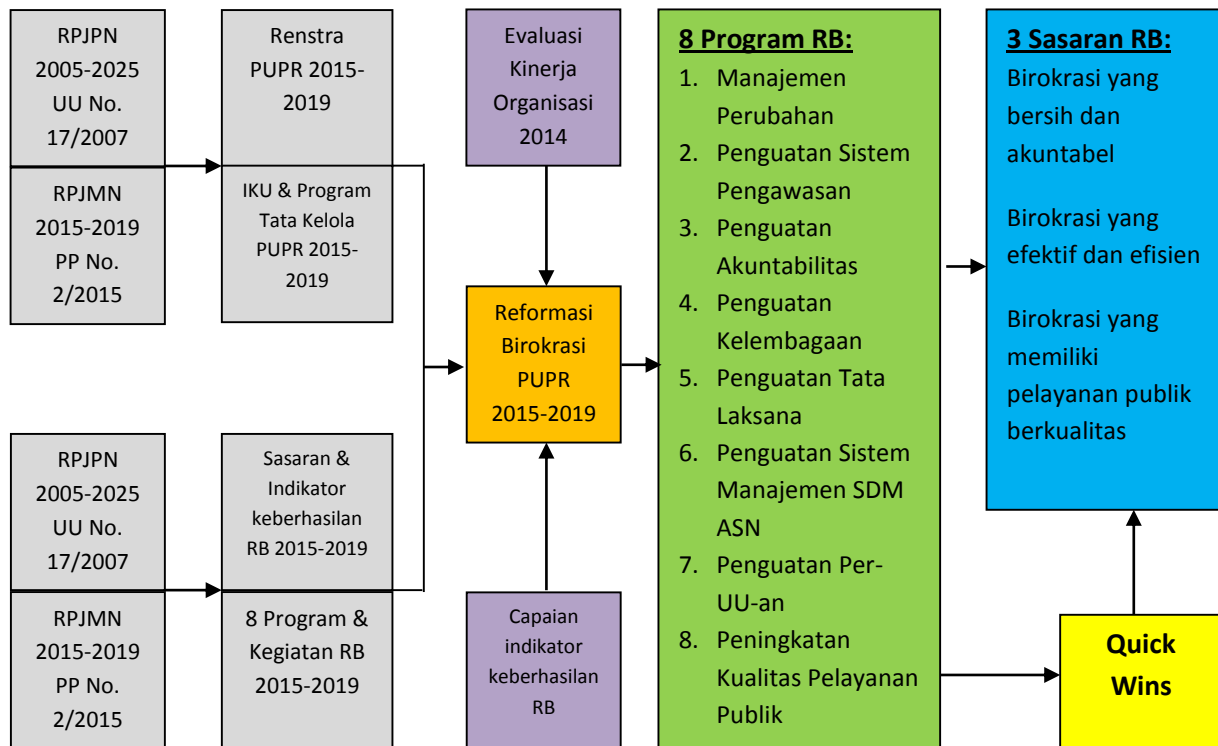 RPJPN
2005-2025
UU No.
17/2007
RPJMN
2015-2019
PP No.
2/2015
Renstra
PUPR 2015-
2019
IKU & Program
Tata Kelola
PUPR 2015-
2019
RPJPN
2005-2025
UU No.
17/2007
RPJMN
2015-2019
PP No.
2/2015
Sasaran &
Indikator
keberhasilan
RB 2015-2019
8 Program &
Kegiatan RB
2015-2019
Evaluasi
Kinerja
Organisasi
2014
Reformasi
Birokrasi
PUPR
2015-2019
Capaian
indikator
keberhasilan
RB
8 Program RB:
1. Manajemen
Perubahan
2. Penguatan Sistem
Pengawasan
3. Penguatan
Akuntabilitas
4. Penguatan
Kelembagaan
5. Penguatan Tata
Laksana
6. Penguatan Sistem
Manajemen SDM
ASN
7. Penguatan Per-
UU-an
8. Peningkatan
Kualitas Pelayanan
Publik
3 Sasaran RB:
Birokrasi yang
bersih dan
akuntabel
Birokrasi yang
efektif dan efisien
Birokrasi yang
memiliki
pelayanan publik
berkualitas
Quick
Wins